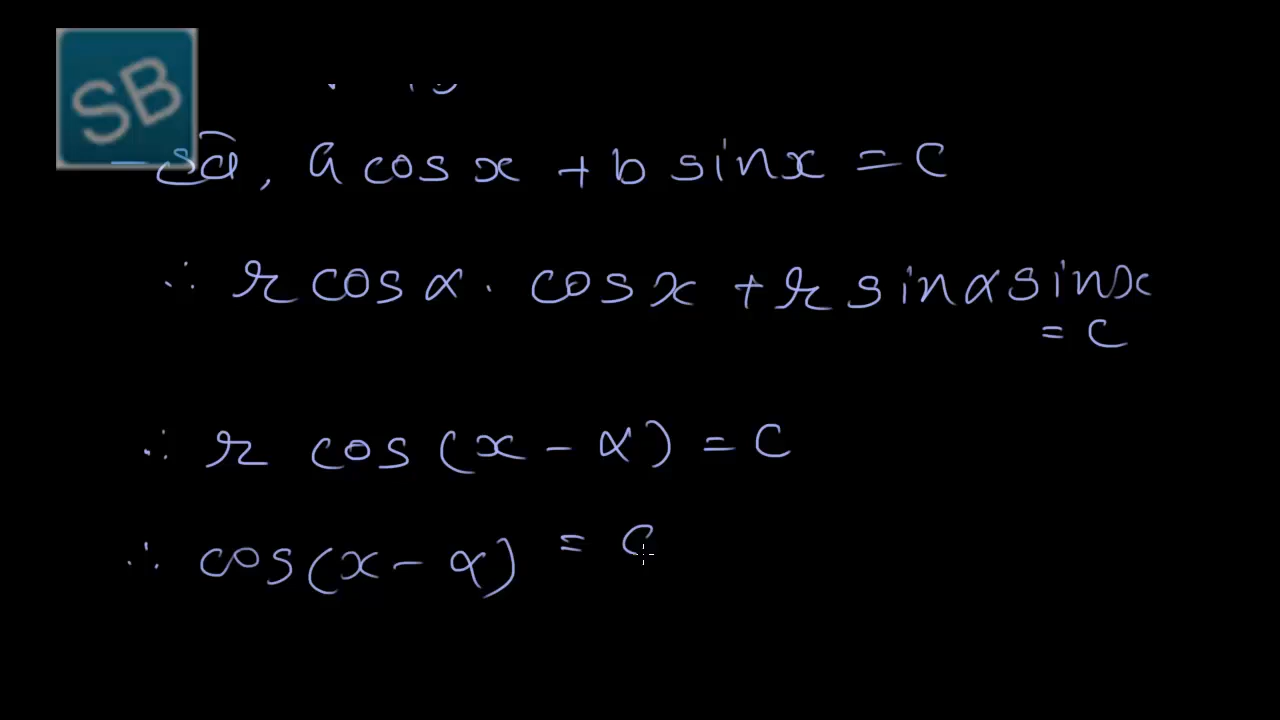 SB
a cos x + b sin x = c
∴ r cos α . cos x + r sin α sin x
= c
∴ r cos (x - α) = c
∴ cos (x - α) = c